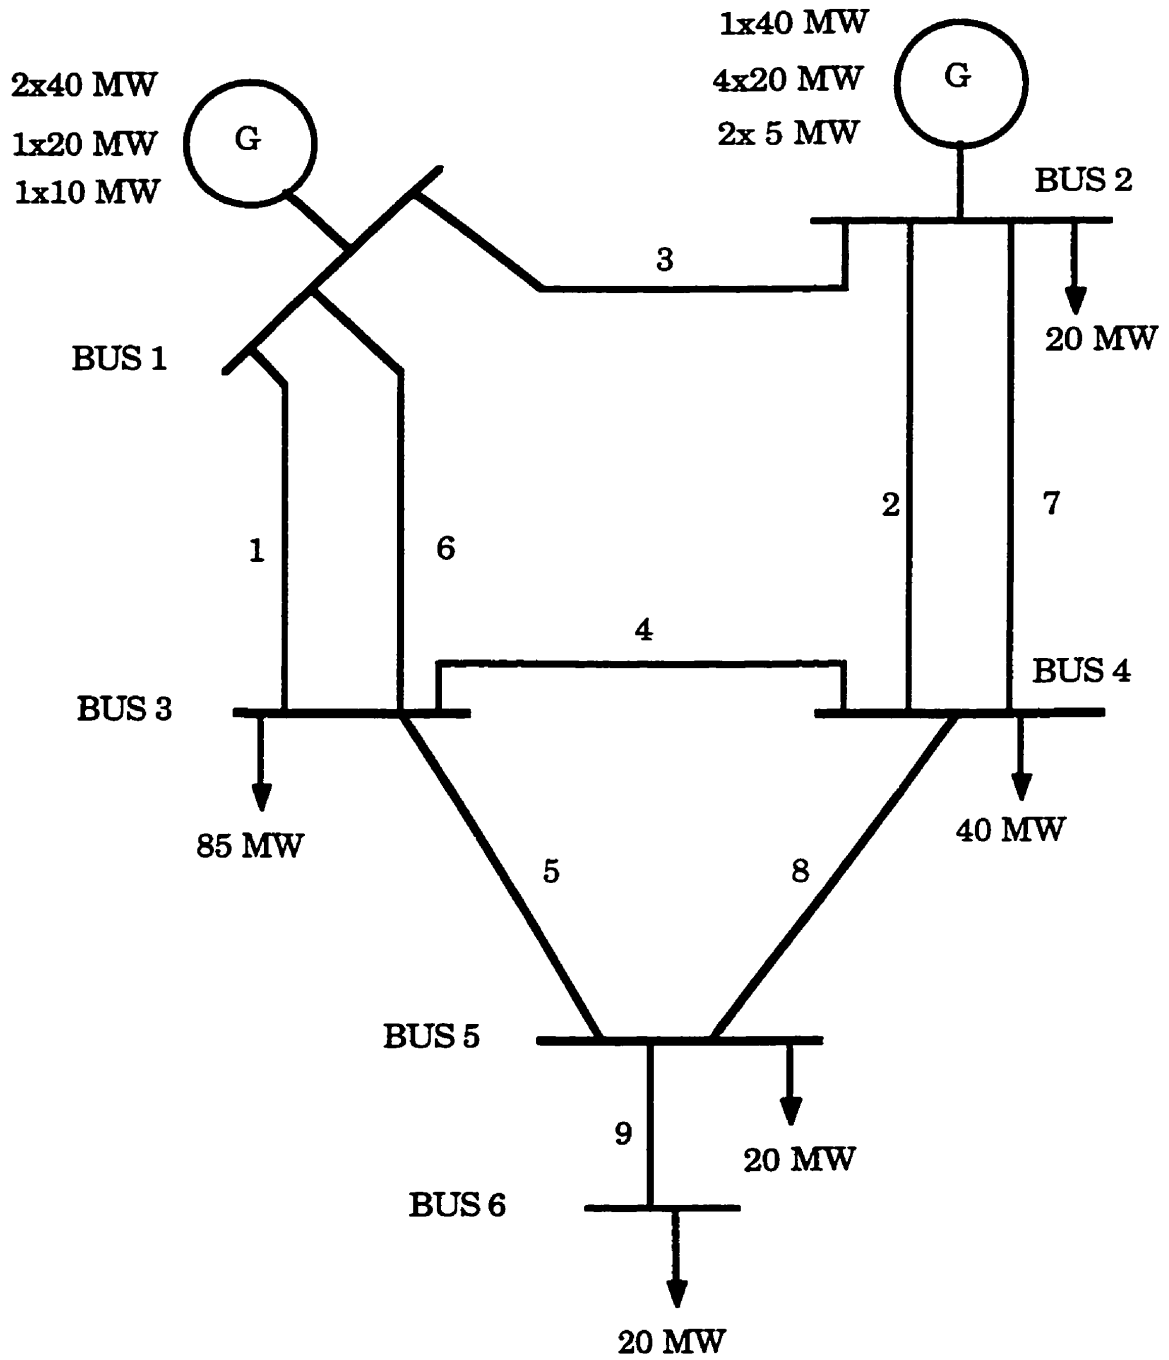 1x40 MW
4x20 MW
2x 5 MW
G
2x40 MW
1x20 MW
1x10 MW
G
BUS 2
20 MW
3
BUS 1
1
6
2
7
4
BUS 3
BUS 4
85 MW
40 MW
5
8
BUS 5
9
20 MW
BUS 6
20 MW